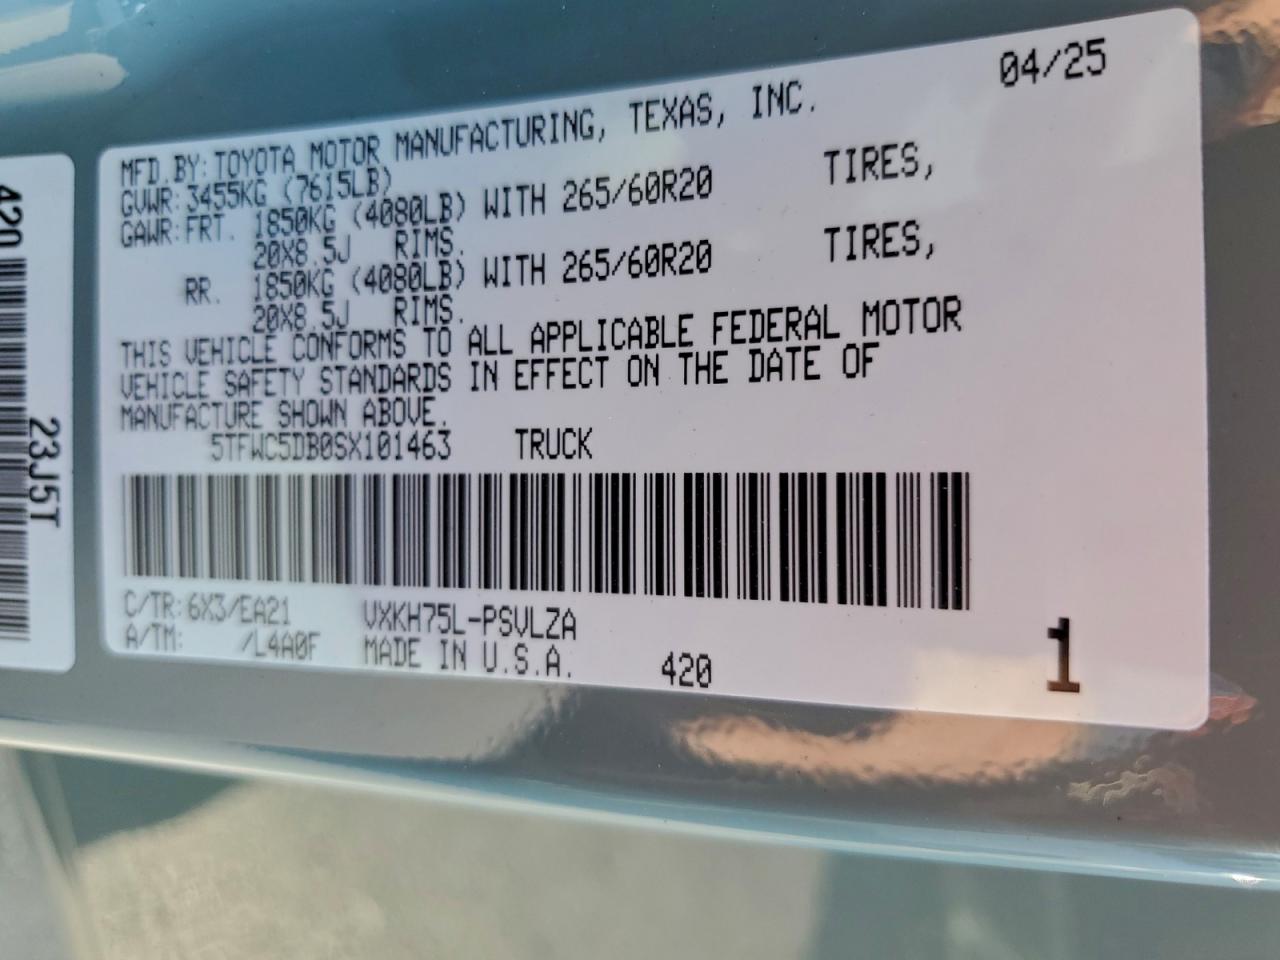 420
23J5T
04/25
MFD.BY:TOYOTA MOTOR MANUFACTURING, TEXAS, INC.
GVWR:3455KG (7615LB)
GAWR:FRT. 1850KG (4080LB) WITH 265/60R20 TIRES,
20X8.5J RIMS.
RR. 1850KG (4080LB) WITH 265/60R20 TIRES,
20X8.5J RIMS.
THIS VEHICLE CONFORMS TO ALL APPLICABLE FEDERAL MOTOR
VEHICLE SAFETY STANDARDS IN EFFECT ON THE DATE OF
MANUFACTURE SHOWN ABOVE.
5TFWC5DB0SX101463 TRUCK
C/TR:6X3/EA21 VXKH75L-PSVLZA
A/TM: /L4A0F MADE IN U.S.A. 420
1